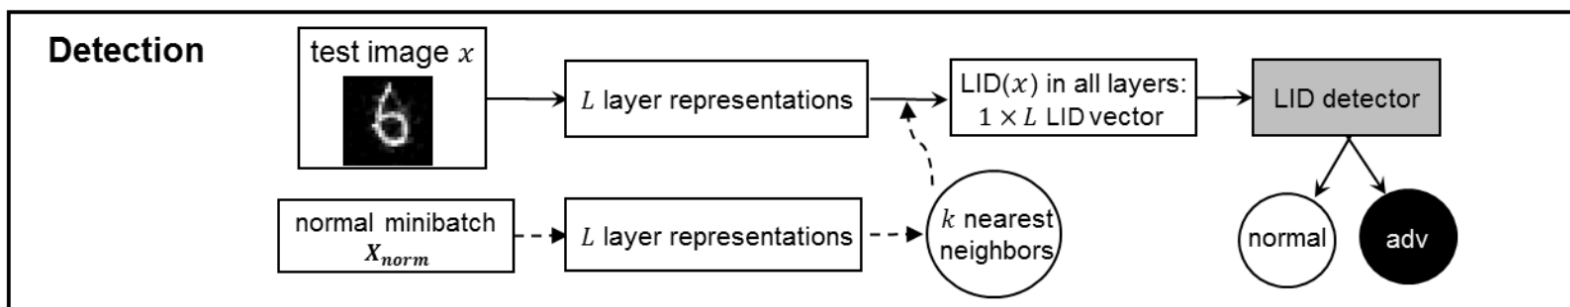 Detection
test image x
L layer representations
LID(x) in all layers:
1 × L LID vector
LID detector
normal minibatch
X_norm
L layer representations
k nearest
neighbors
normal
adv